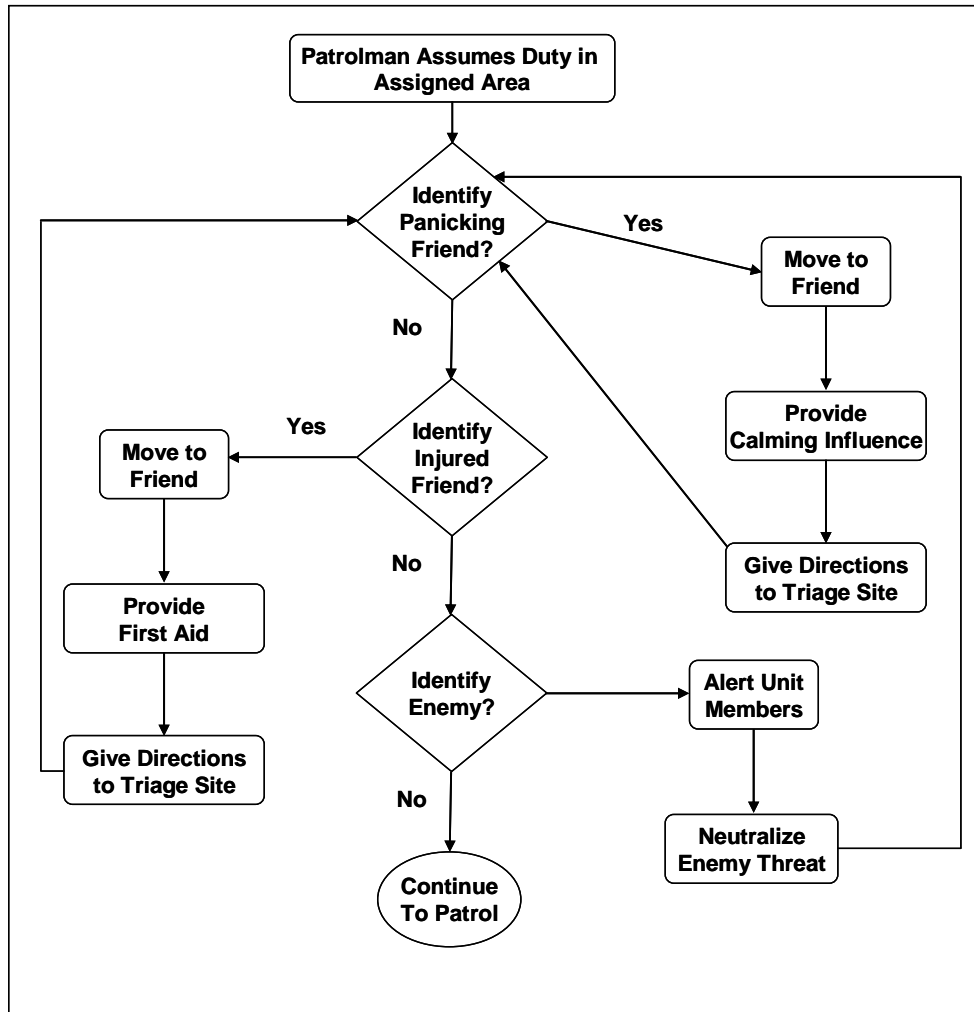 Patrolman Assumes Duty in
Assigned Area
Identify
Panicking
Friend?
Yes
Move to
Friend
No
Provide
Calming Influence
Yes
Identify
Injured
Friend?
Move to
Friend
No
Give Directions
to Triage Site
Provide
First Aid
Identify
Enemy?
Alert Unit
Members
Give Directions
to Triage Site
No
Neutralize
Enemy Threat
Continue
To Patrol